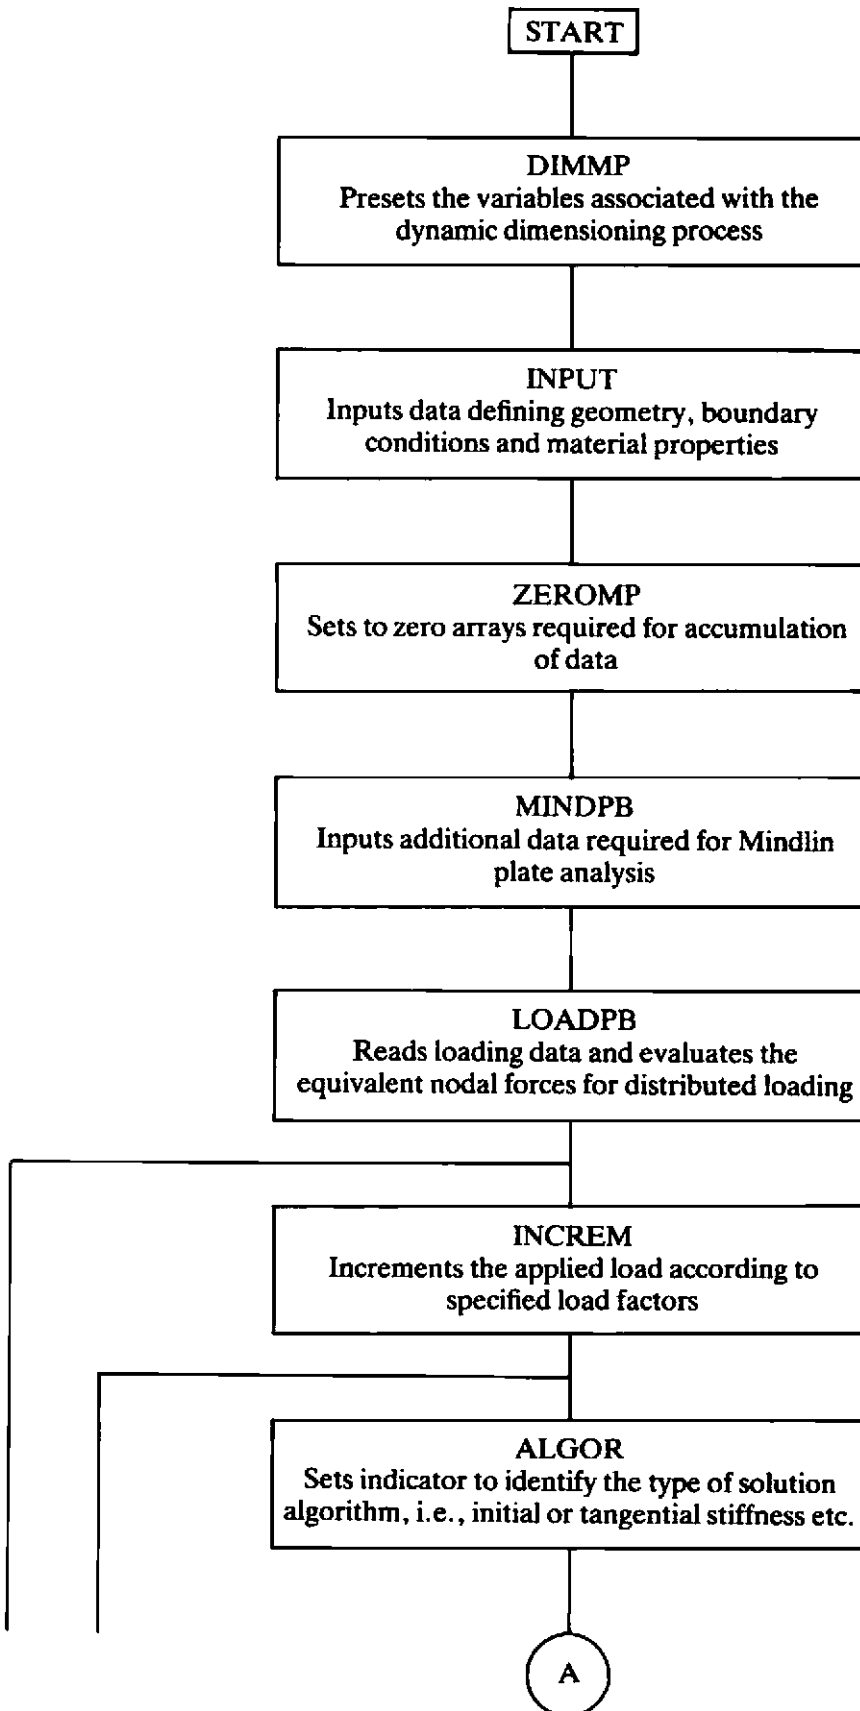 START
DIMMP
Presets the variables associated with the
dynamic dimensioning process
INPUT
Inputs data defining geometry, boundary
conditions and material properties
ZEROMP
Sets to zero arrays required for accumulation
of data
MINDPB
Inputs additional data required for Mindlin
plate analysis
LOADPB
Reads loading data and evaluates the
equivalent nodal forces for distributed loading
INCREM
Increments the applied load according to
specified load factors
ALGOR
Sets indicator to identify the type of solution
algorithm, i.e., initial or tangential stiffness etc.
A